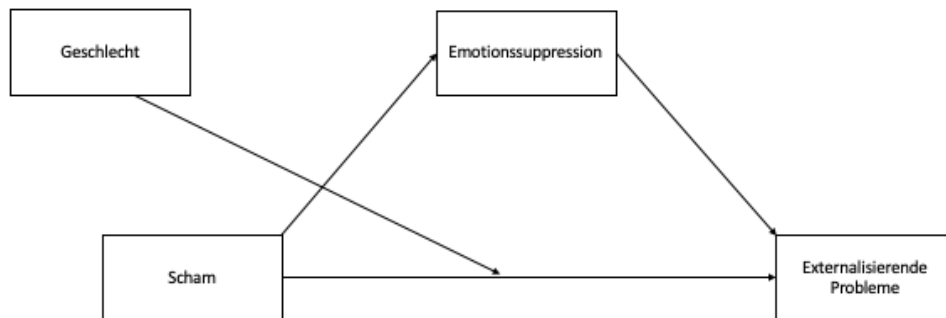 Geschlecht
Emotionssuppression
Scham
Externalisierende
Probleme